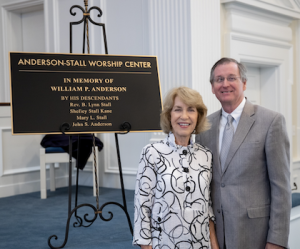 ANDERSON-STALL WORSHIP CENTER
IN MEMORY OF
WILLIAM P. ANDERSON
BY HIS DESCENDANTS
Rev. B. Lynn Stall
Shelley Stall Kane
Mary L. Stall
John S. Anderson